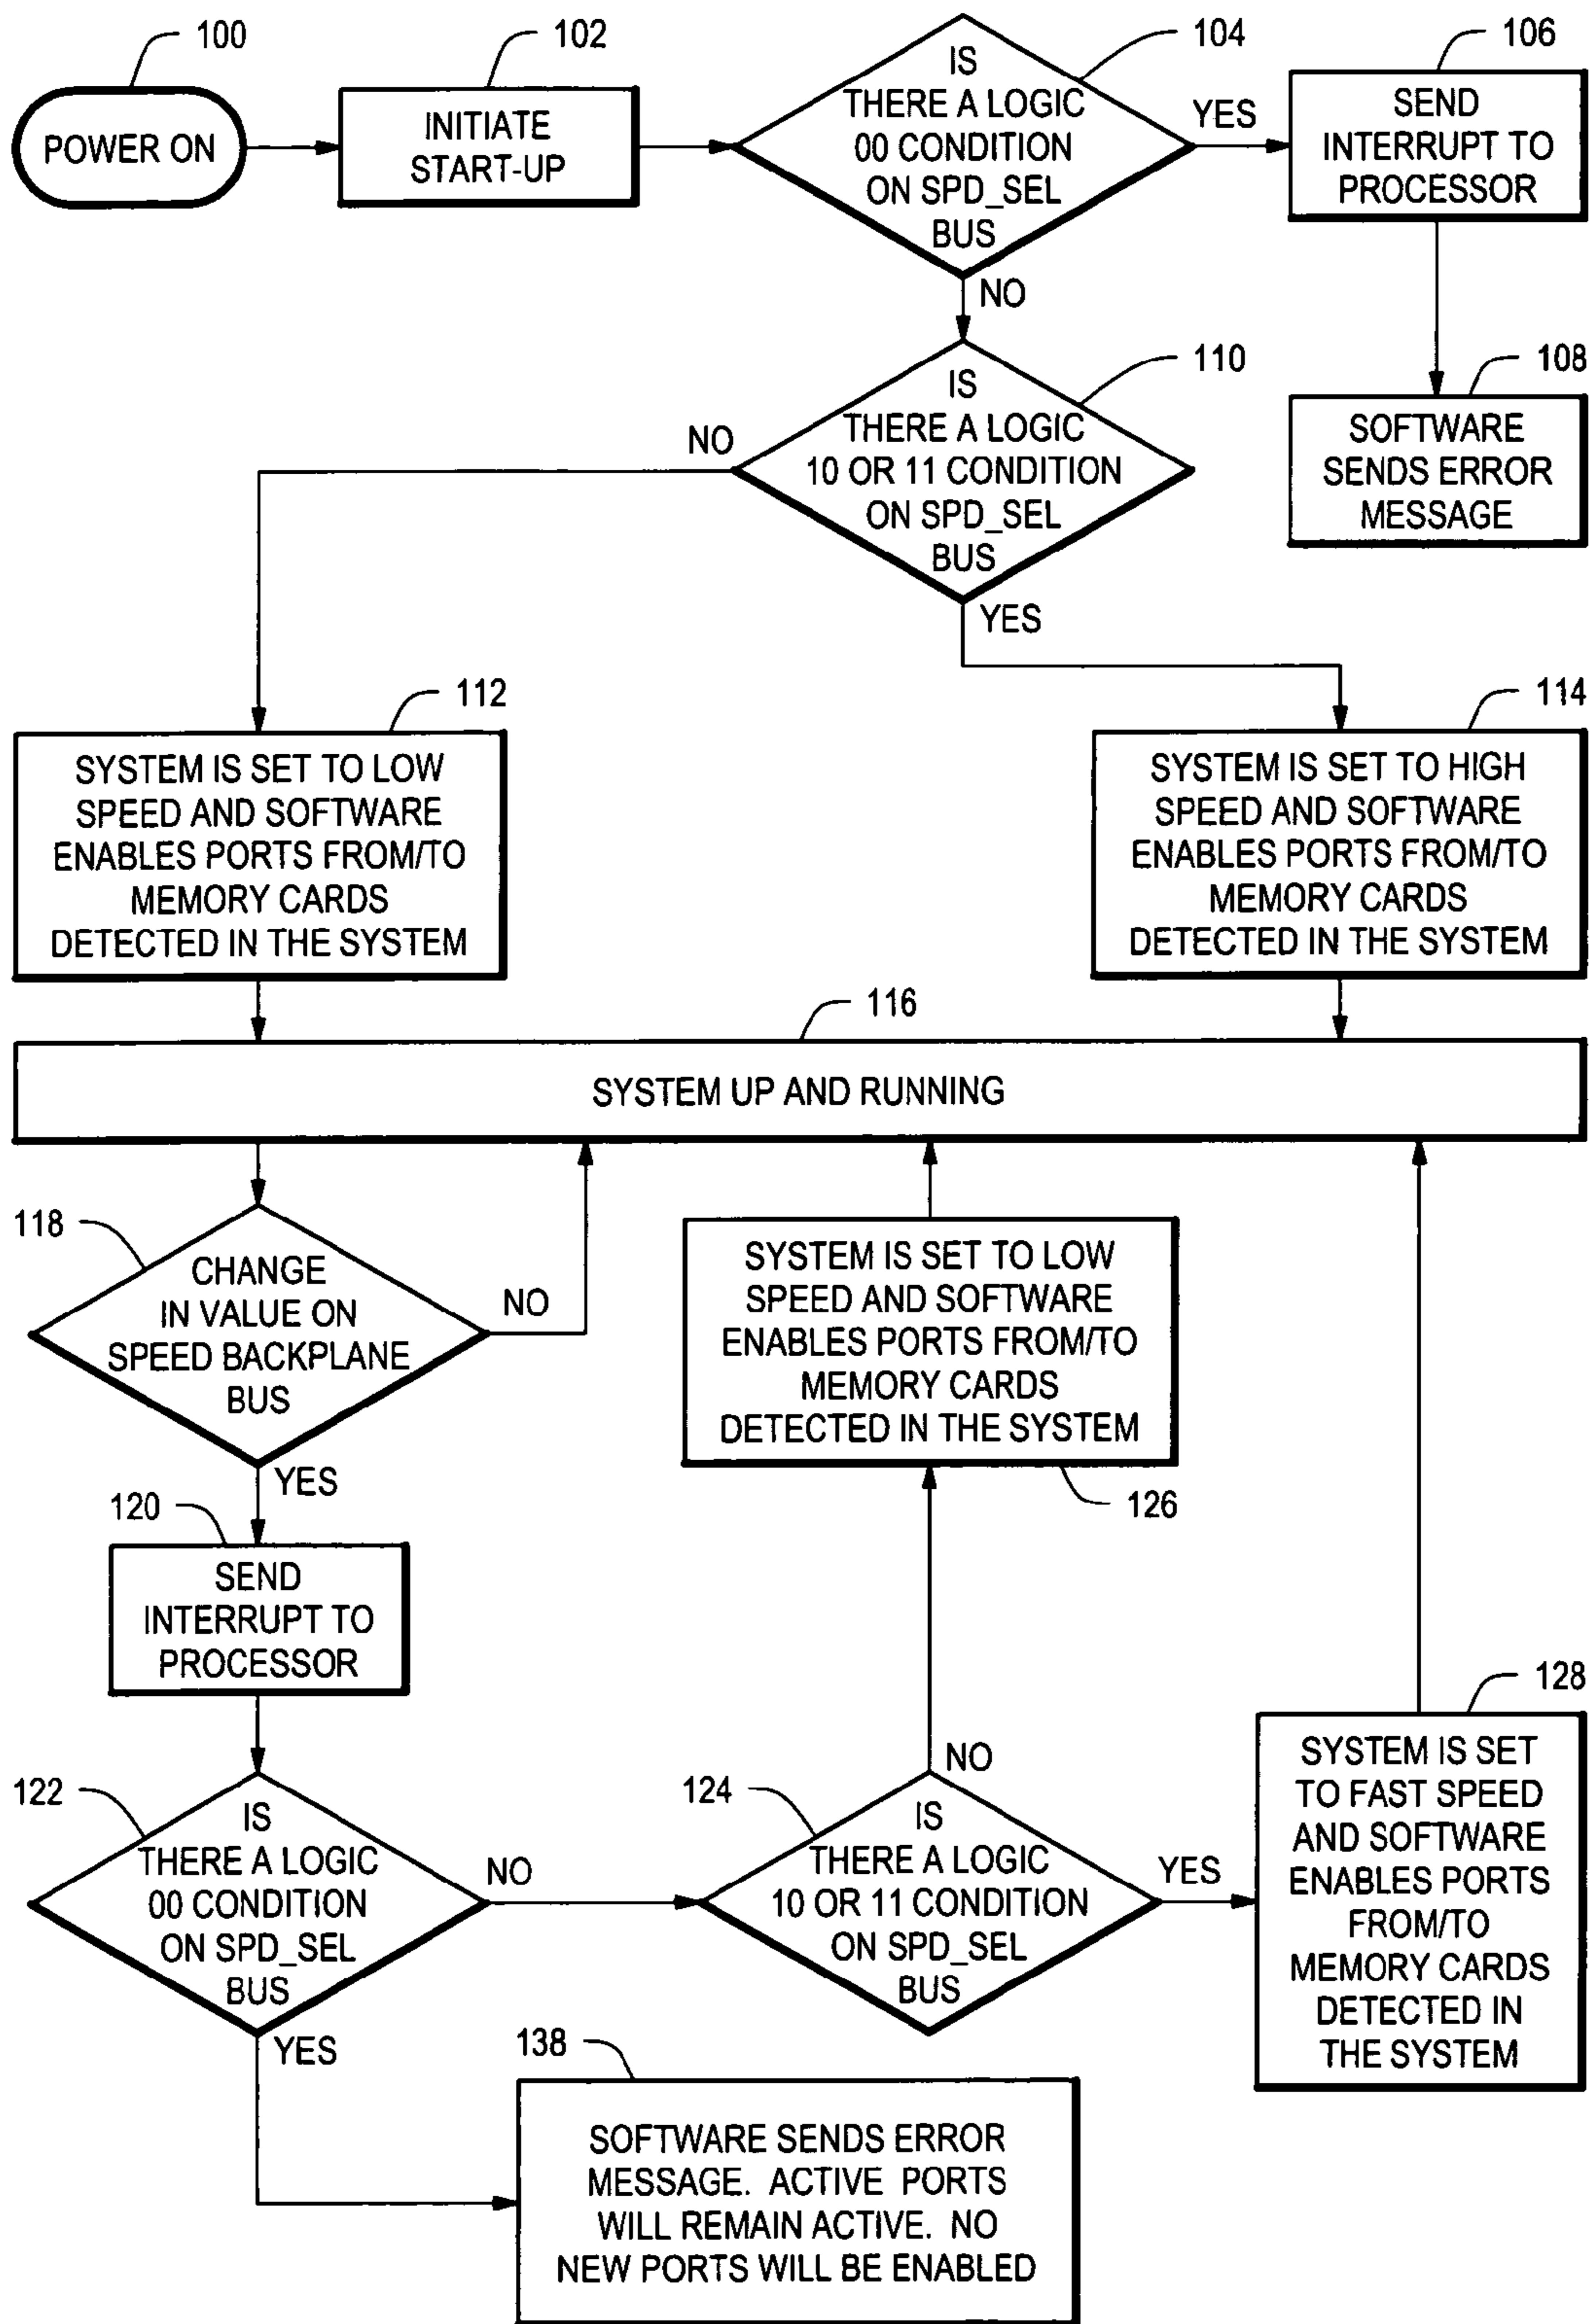 100
POWER ON
102
INITIATE
START-UP
104
IS
THERE A LOGIC
00 CONDITION
ON SPD_SEL
BUS
YES
NO
106
SEND
INTERRUPT TO
PROCESSOR
108
SOFTWARE
SENDS ERROR
MESSAGE
110
IS
THERE A LOGIC
10 OR 11 CONDITION
ON SPD_SEL
BUS
NO
YES
112
SYSTEM IS SET TO LOW
SPEED AND SOFTWARE
ENABLES PORTS FROM/TO
MEMORY CARDS
DETECTED IN THE SYSTEM
114
SYSTEM IS SET TO HIGH
SPEED AND SOFTWARE
ENABLES PORTS FROM/TO
MEMORY CARDS
DETECTED IN THE SYSTEM
116
SYSTEM UP AND RUNNING
118
CHANGE
IN VALUE ON
SPEED BACKPLANE
BUS
NO
YES
120
SEND
INTERRUPT TO
PROCESSOR
122
IS
THERE A LOGIC
00 CONDITION
ON SPD_SEL
BUS
NO
YES
124
IS
THERE A LOGIC
10 OR 11 CONDITION
ON SPD_SEL
BUS
NO
YES
SYSTEM IS SET TO LOW
SPEED AND SOFTWARE
ENABLES PORTS FROM/TO
MEMORY CARDS
DETECTED IN THE SYSTEM
126
128
SYSTEM IS SET
TO FAST SPEED
AND SOFTWARE
ENABLES PORTS
FROM/TO
MEMORY CARDS
DETECTED IN
THE SYSTEM
138
SOFTWARE SENDS ERROR
MESSAGE. ACTIVE PORTS
WILL REMAIN ACTIVE. NO
NEW PORTS WILL BE ENABLED